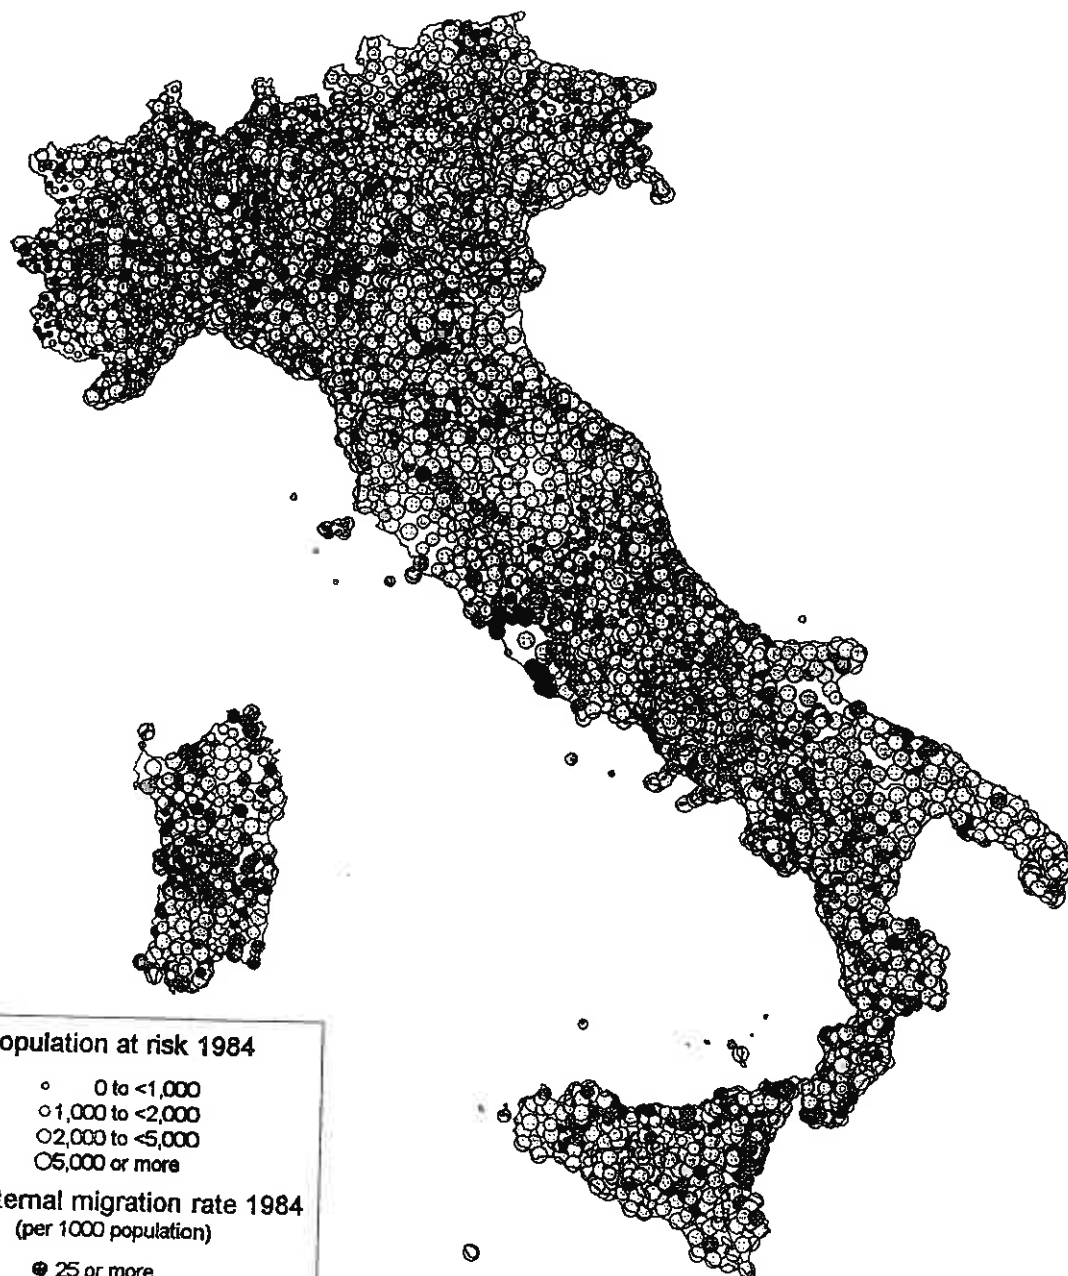 opulation at risk 1984
0 to <1,000
1,000 to <2,000
2,000 to <5,000
5,000 or more
ternal migration rate 1984
(per 1000 population)
25 or more